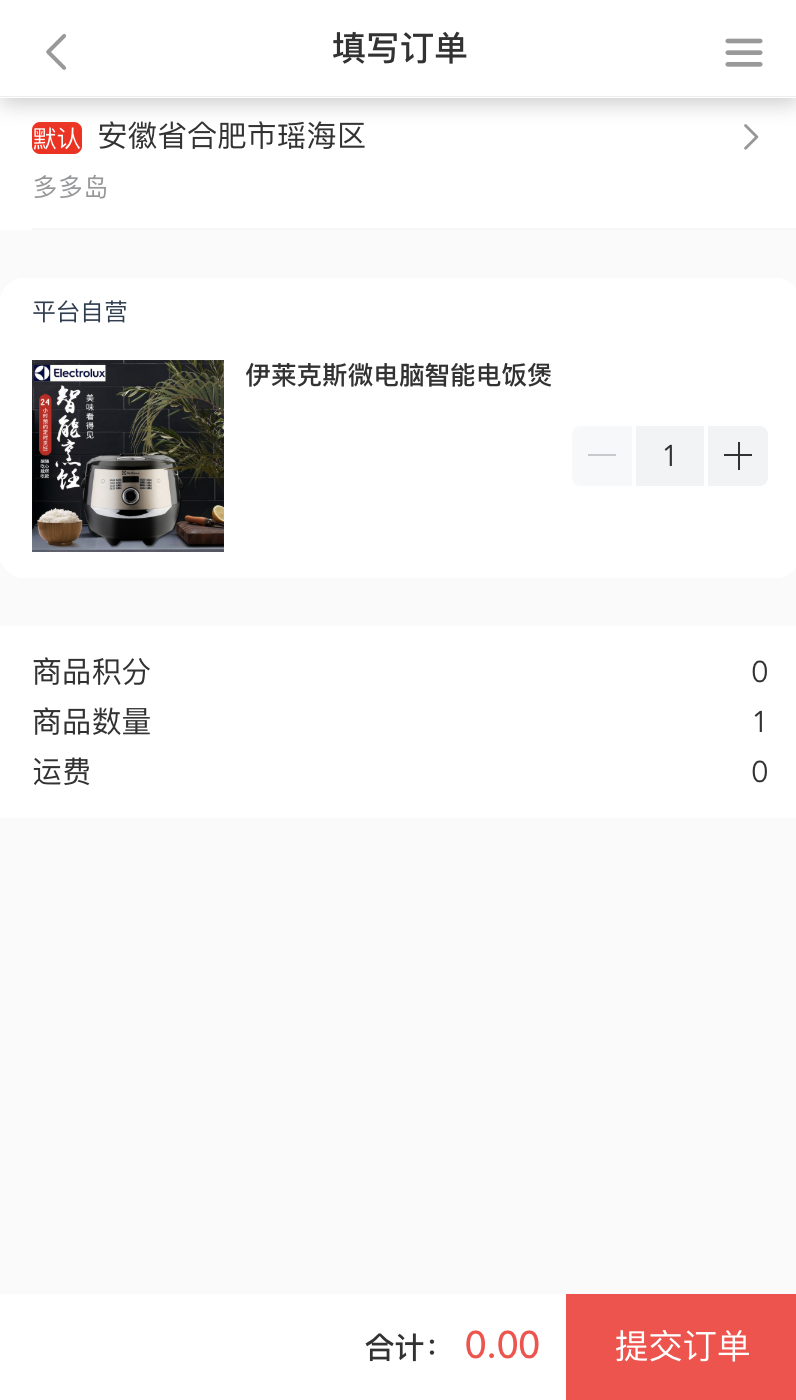 填写订单
默认 安徽省合肥市瑶海区
多多岛
平台自营
Electrolux
智能烹饪
美味看得见
24
伊莱克斯微电脑智能电饭煲
1
商品积分 0
商品数量 1
运费 0
合计： 0.00 提交订单